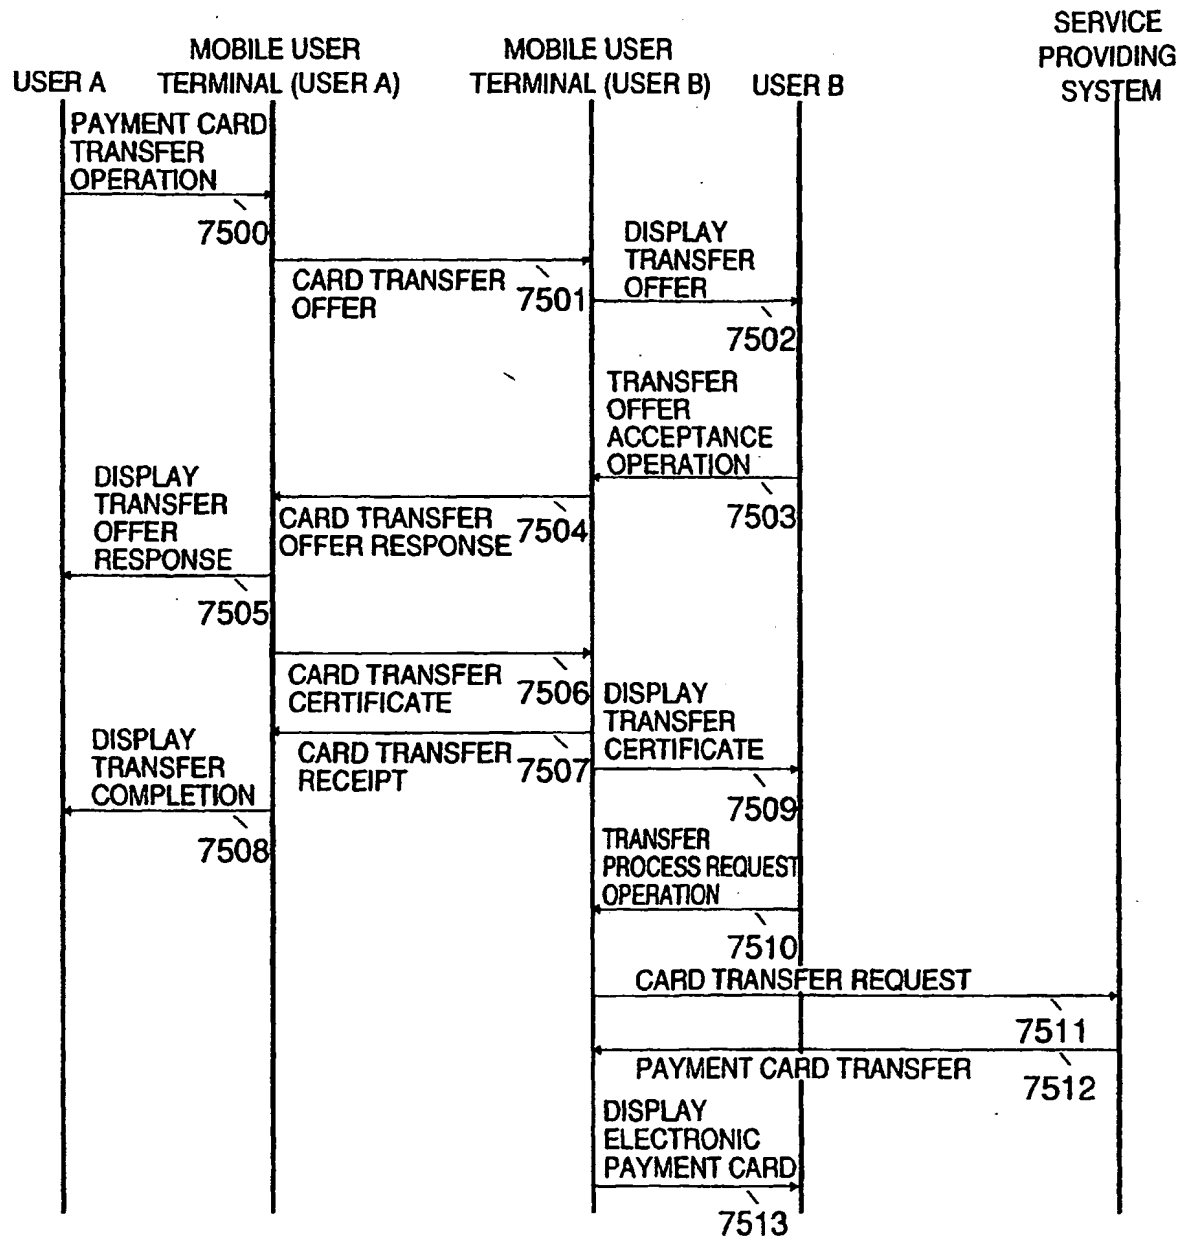 SERVICE
PROVIDING
SYSTEM
MOBILE USER
TERMINAL (USER A)
MOBILE USER
TERMINAL (USER B)
USER A
USER B
PAYMENT CARD
TRANSFER
OPERATION
7500
CARD TRANSFER
OFFER
7501
DISPLAY
TRANSFER
OFFER
7502
TRANSFER
OFFER
ACCEPTANCE
OPERATION
7503
CARD TRANSFER
OFFER RESPONSE
7504
DISPLAY
TRANSFER
OFFER
RESPONSE
7505
CARD TRANSFER
CERTIFICATE
7506
CARD TRANSFER
RECEIPT
7507
DISPLAY
TRANSFER
COMPLETION
7508
DISPLAY
TRANSFER
CERTIFICATE
7509
TRANSFER
PROCESS REQUEST
OPERATION
7510
CARD TRANSFER REQUEST
7511
PAYMENT CARD TRANSFER
7512
DISPLAY
ELECTRONIC
PAYMENT CARD
7513